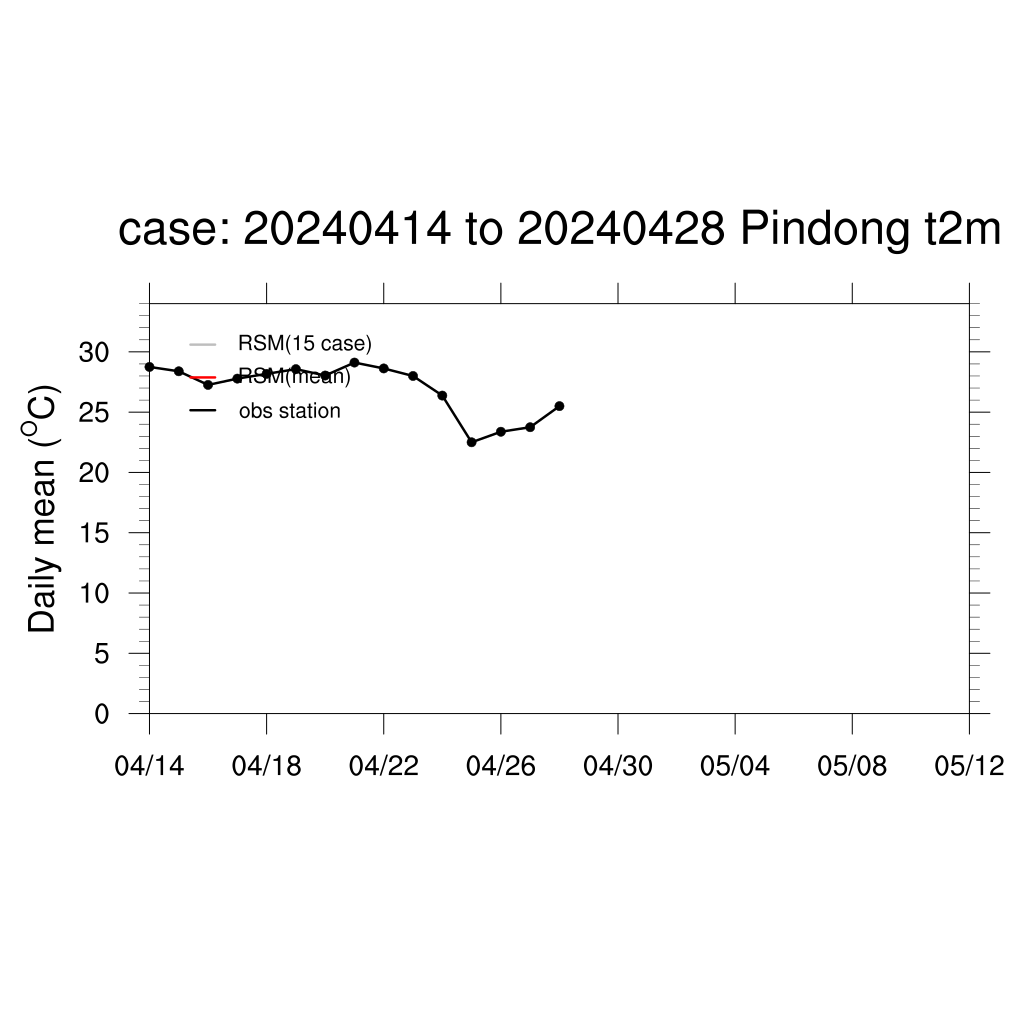 case: 20240414 to 20240428 Pindong t2m
RSM(15 case)
RSM(mean)
obs station
Daily mean (°C)
30
25
20
15
10
5
0
04/14 04/18 04/22 04/26 04/30 05/04 05/08 05/12